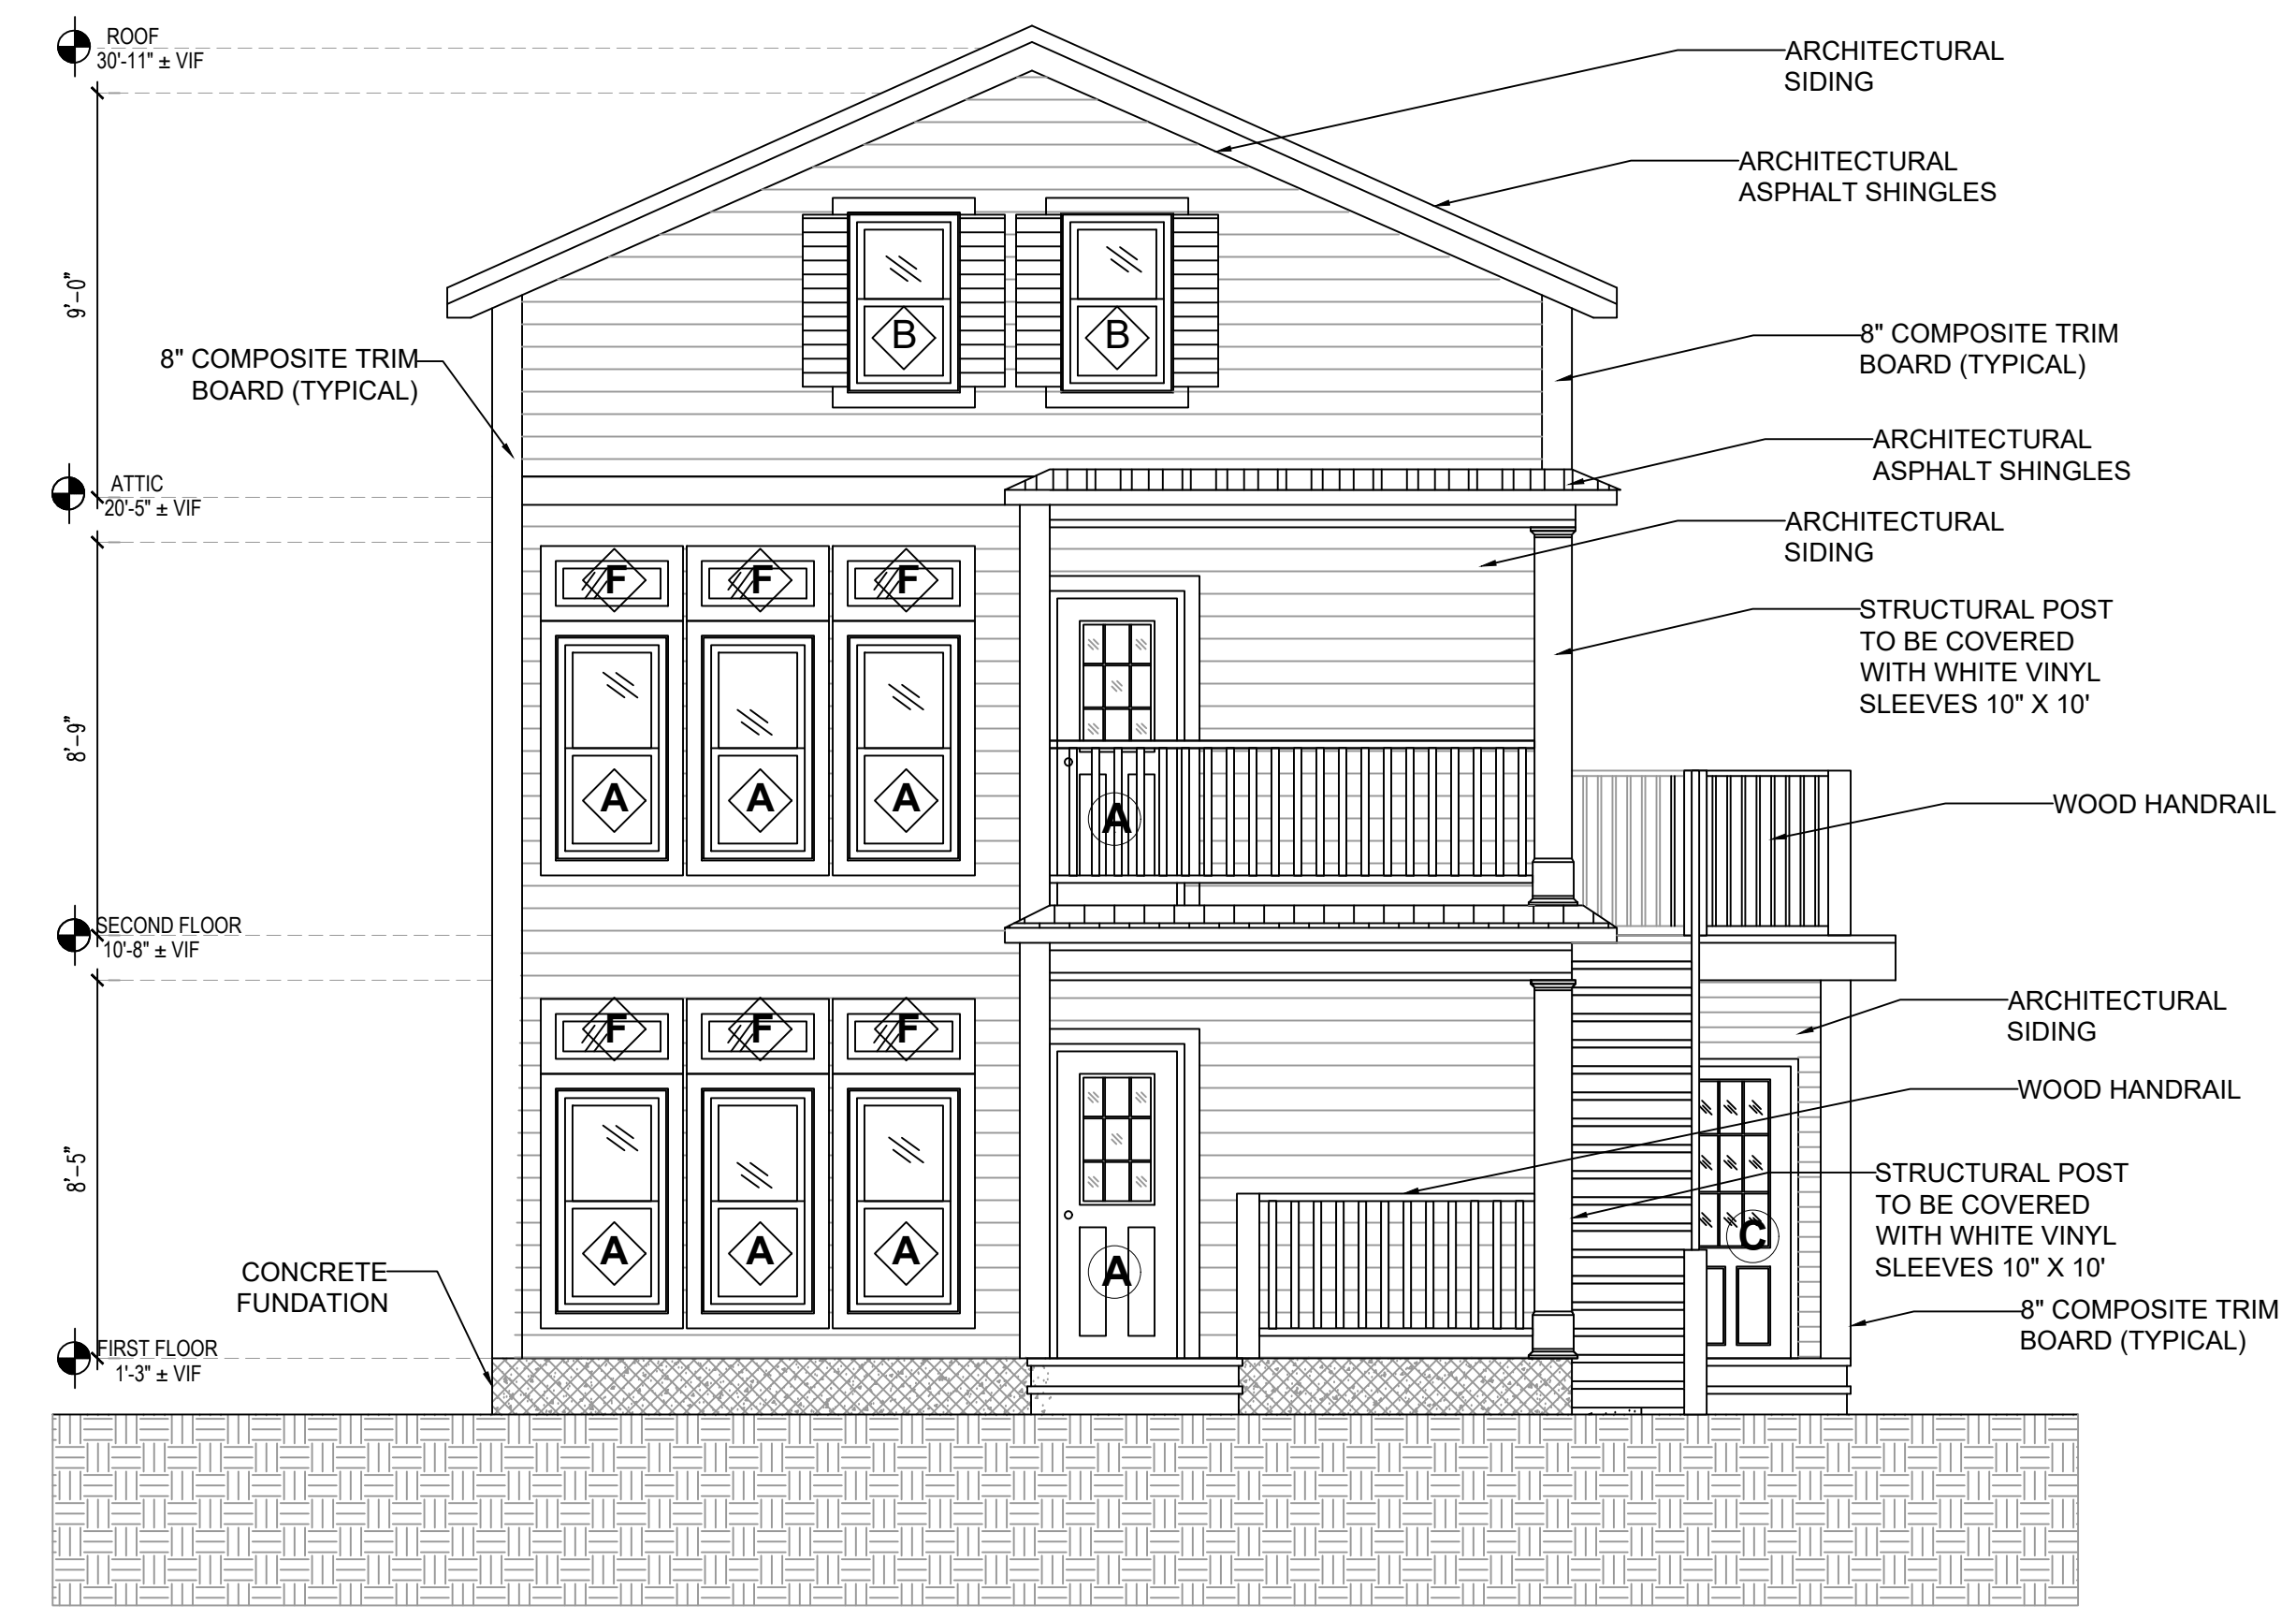 ROOF
30'-11" ± VIF
ARCHITECTURAL
SIDING
ARCHITECTURAL
ASPHALT SHINGLES
9'-0"
B
B
8" COMPOSITE TRIM
BOARD (TYPICAL)
8" COMPOSITE TRIM
BOARD (TYPICAL)
ARCHITECTURAL
ASPHALT SHINGLES
ATTIC
20'-5" ± VIF
ARCHITECTURAL
SIDING
F
F
F
STRUCTURAL POST
TO BE COVERED
WITH WHITE VINYL
SLEEVES 10" X 10'
8'-9"
A
A
A
A
WOOD HANDRAIL
SECOND FLOOR
10'-8" ± VIF
ARCHITECTURAL
SIDING
F
F
F
WOOD HANDRAIL
8'-5"
STRUCTURAL POST
TO BE COVERED
WITH WHITE VINYL
SLEEVES 10" X 10'
A
A
A
A
C
CONCRETE
FUNDATION
8" COMPOSITE TRIM
BOARD (TYPICAL)
FIRST FLOOR
1'-3" ± VIF